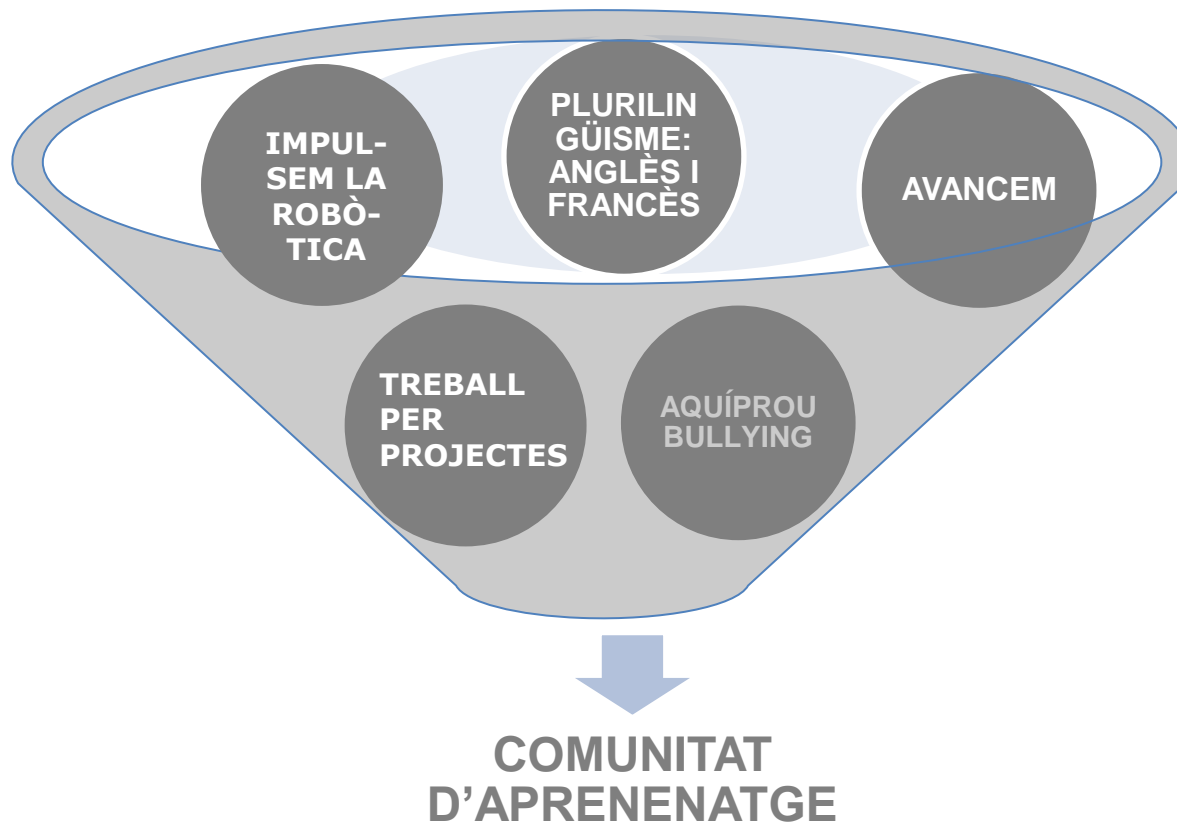 IMPUL-
SEM LA
ROBÒ-
TICA
PLURILIN
GÜISME:
ANGLÈS I
FRANCÈS
AVANCEM
TREBALL
PER
PROJECTES
AQUÍPROU
BULLYING
COMUNITAT
D’APRENENATGE